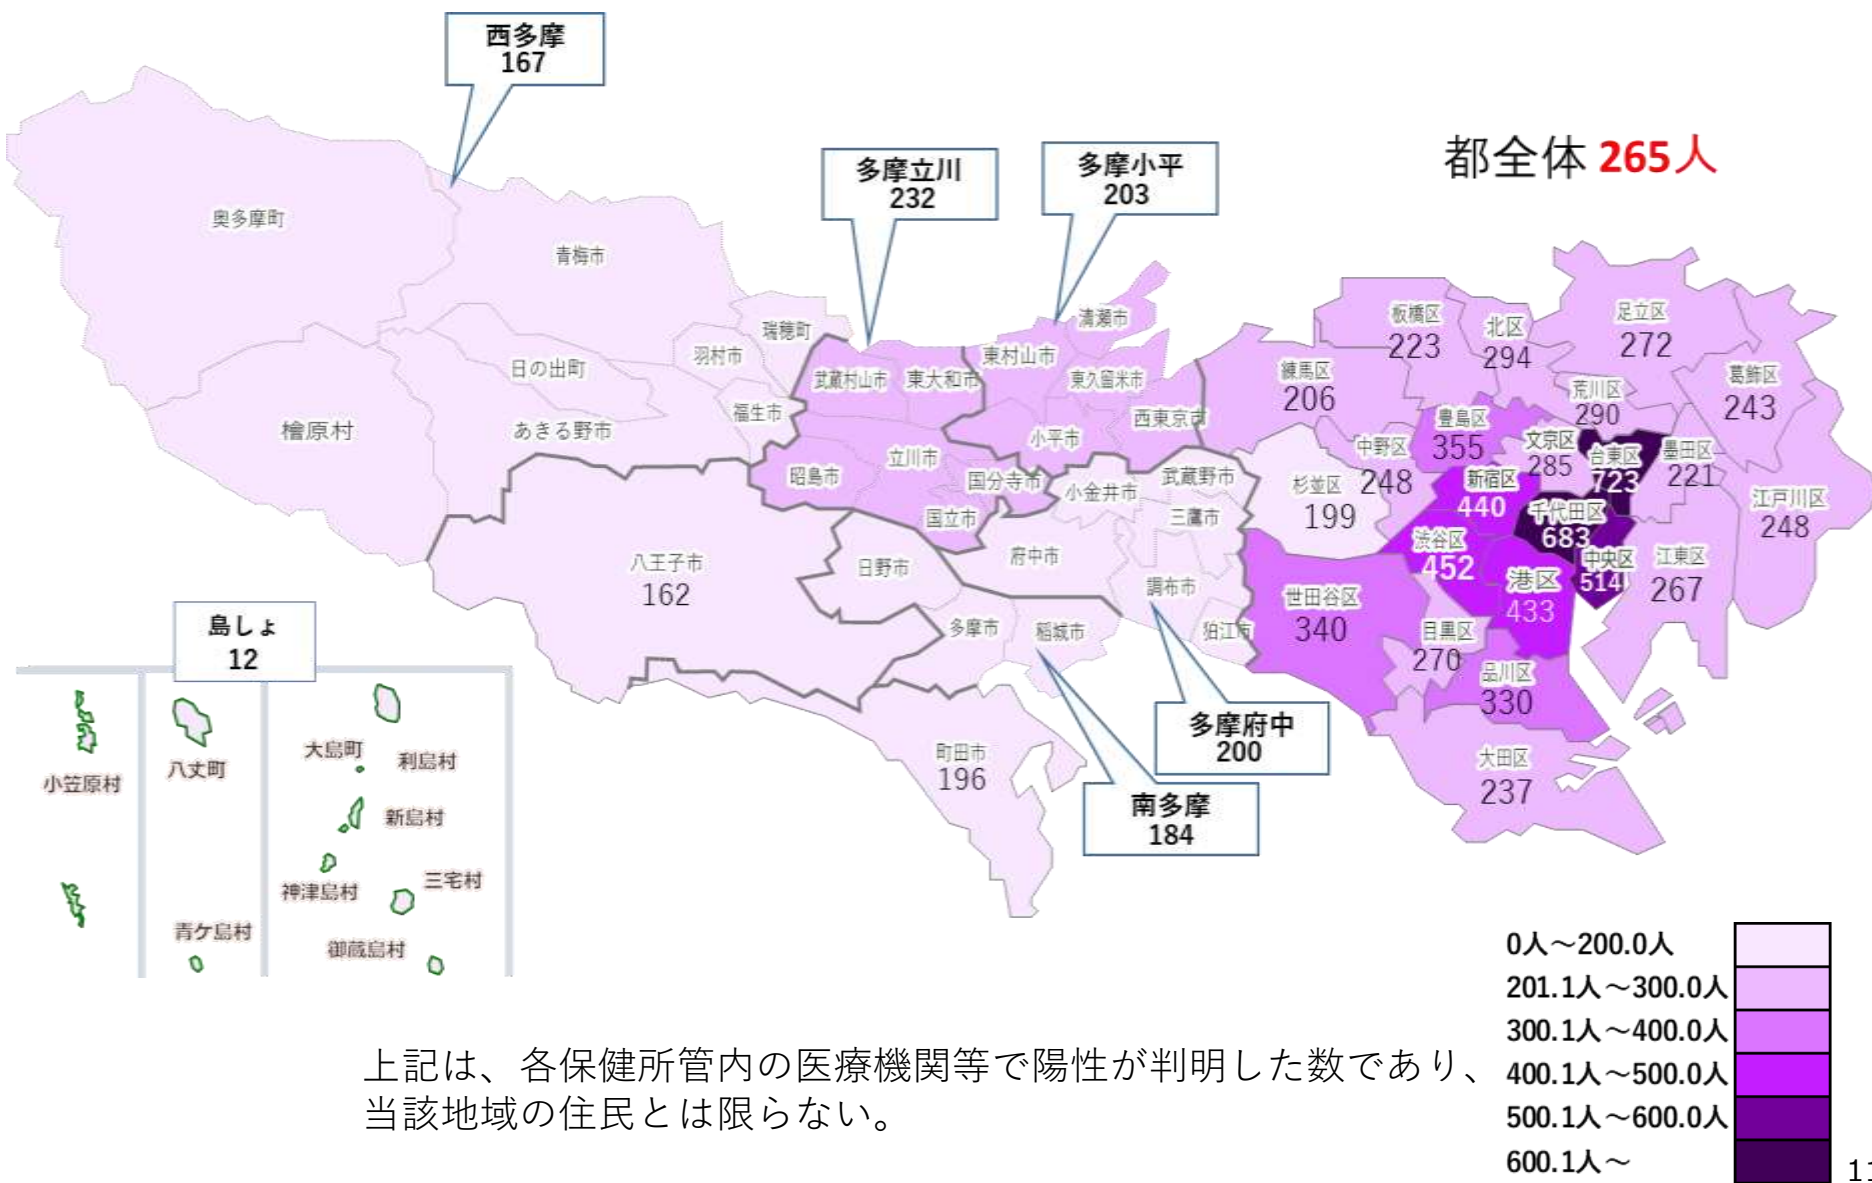 西多摩
167
多摩立川
232
多摩小平
203
都全体 265人
奥多摩町
青梅市
瑞穂町
羽村市
日の出町
福生市
あきる野市
檜原村
武蔵村山市
東大和市
東村山市
清瀬市
東久留米市
西東京市
小平市
昭島市
立川市
国分寺市
国立市
小金井市
武蔵野市
三鷹市
府中市
調布市
狛江市
日野市
多摩市
稲城市
八王子市
162
町田市
196
多摩府中
200
南多摩
184
板橋区
223
北区
294
足立区
272
葛飾区
243
練馬区
206
豊島区
355
荒川区
290
文京区
285
台東区
723
墨田区
221
中野区
248
杉並区
199
新宿区
440
千代田区
683
江戸川区
248
渋谷区
452
港区
433
中央区
514
江東区
267
世田谷区
340
目黒区
270
品川区
330
大田区
237
島しょ
12
小笠原村
八丈町
青ケ島村
大島町
利島村
新島村
神津島村
三宅村
御蔵島村
0人～200.0人
201.1人～300.0人
300.1人～400.0人
400.1人～500.0人
500.1人～600.0人
600.1人～
上記は、各保健所管内の医療機関等で陽性が判明した数であり、
当該地域の住民とは限らない。